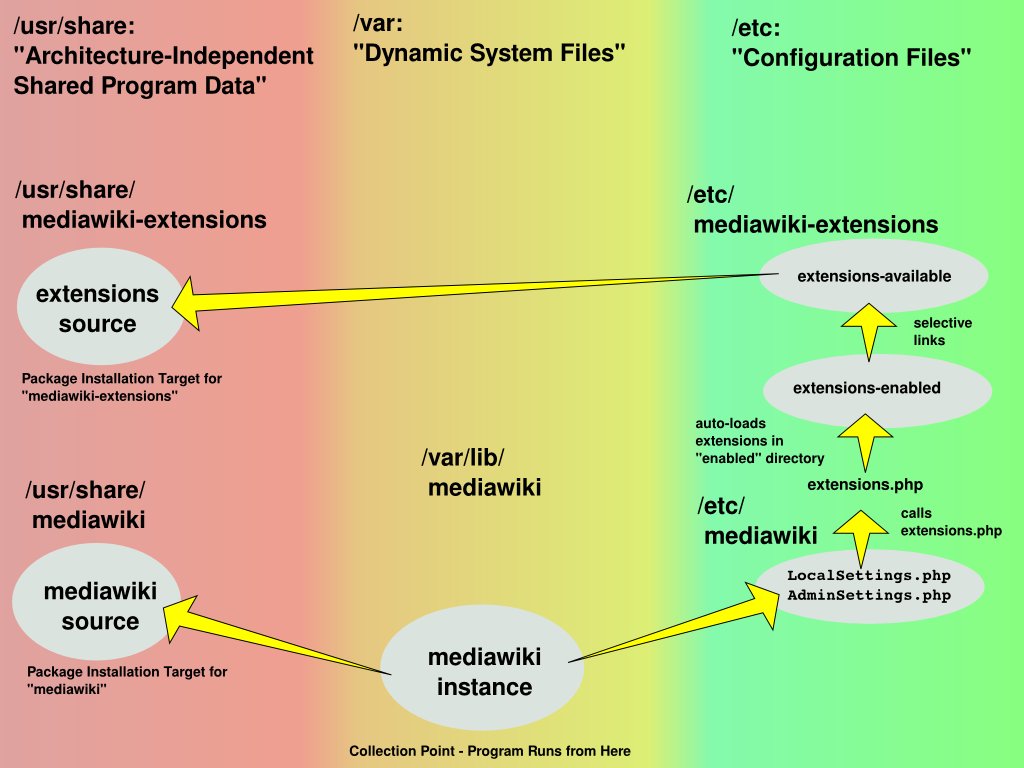 /usr/share:
"Architecture-Independent
Shared Program Data"
/var:
"Dynamic System Files"
/etc:
"Configuration Files"
/usr/share/
mediawiki-extensions
extensions
source
Package Installation Target for
"mediawiki-extensions"
/etc/
mediawiki-extensions
extensions-available
selective
links
extensions-enabled
auto-loads
extensions in
"enabled" directory
extensions.php
/var/lib/
mediawiki
/usr/share/
mediawiki
mediawiki
source
Package Installation Target for
"mediawiki"
/etc/
mediawiki
calls
extensions.php
LocalSettings.php
AdminSettings.php
mediawiki
instance
Collection Point - Program Runs from Here